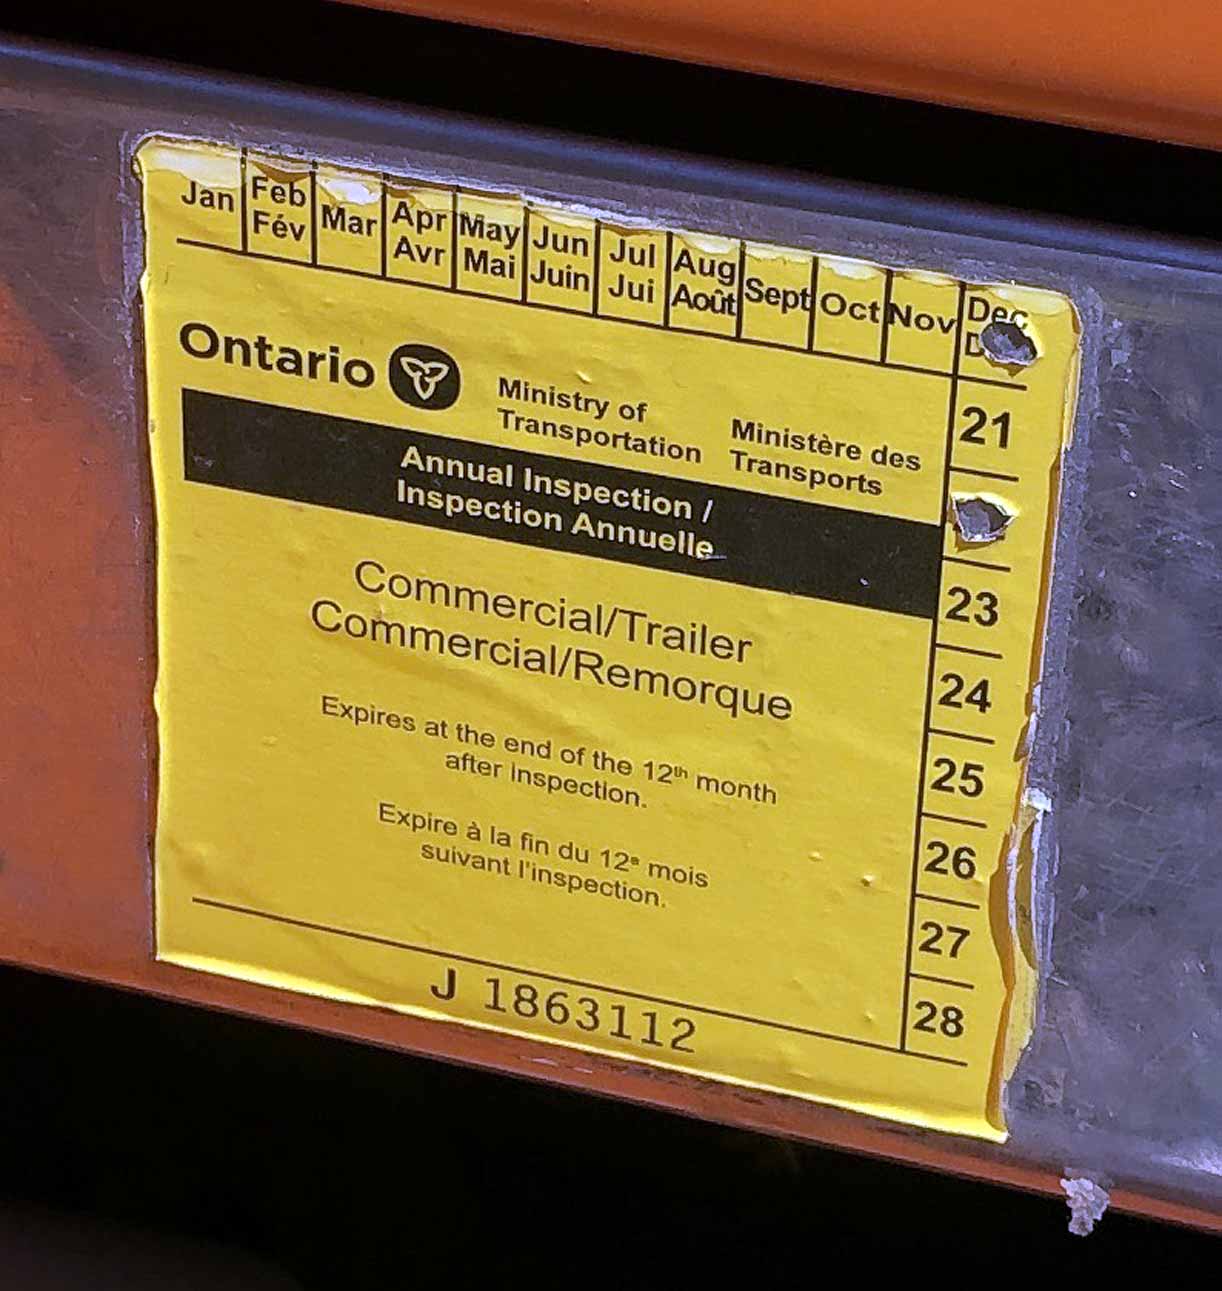 Jan Feb Mar Apr May Jun Jul Aug Sept Oct Nov Dec
Fév Avr Mai Juin Jui Août
Ontario Ministry of Ministère des
Transportation Transports
21
Annual Inspection /
Inspection Annuelle
23
Commercial/Trailer
Commercial/Remorque
24
Expires at the end of the 12th month
after inspection.
25
Expire à la fin du 12e mois
suivant l'inspection.
26
27
28
J 1863112